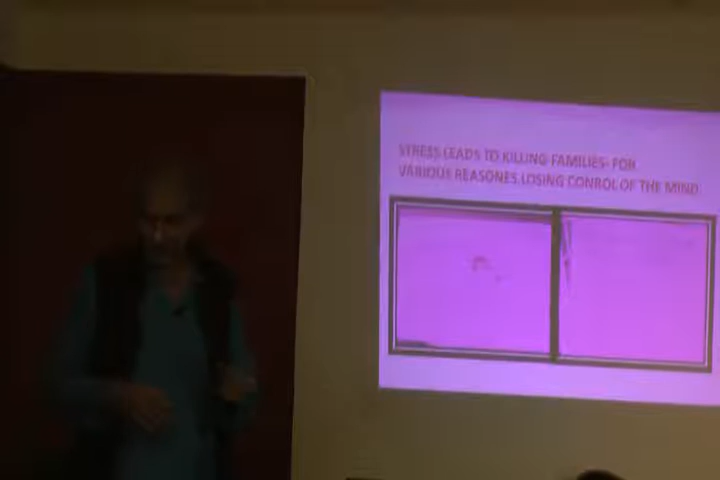 STRESS LEADS TO KILLING FAMILIES- FOR
VARIOUS REASONES LOSING CONROL OF THE MIND